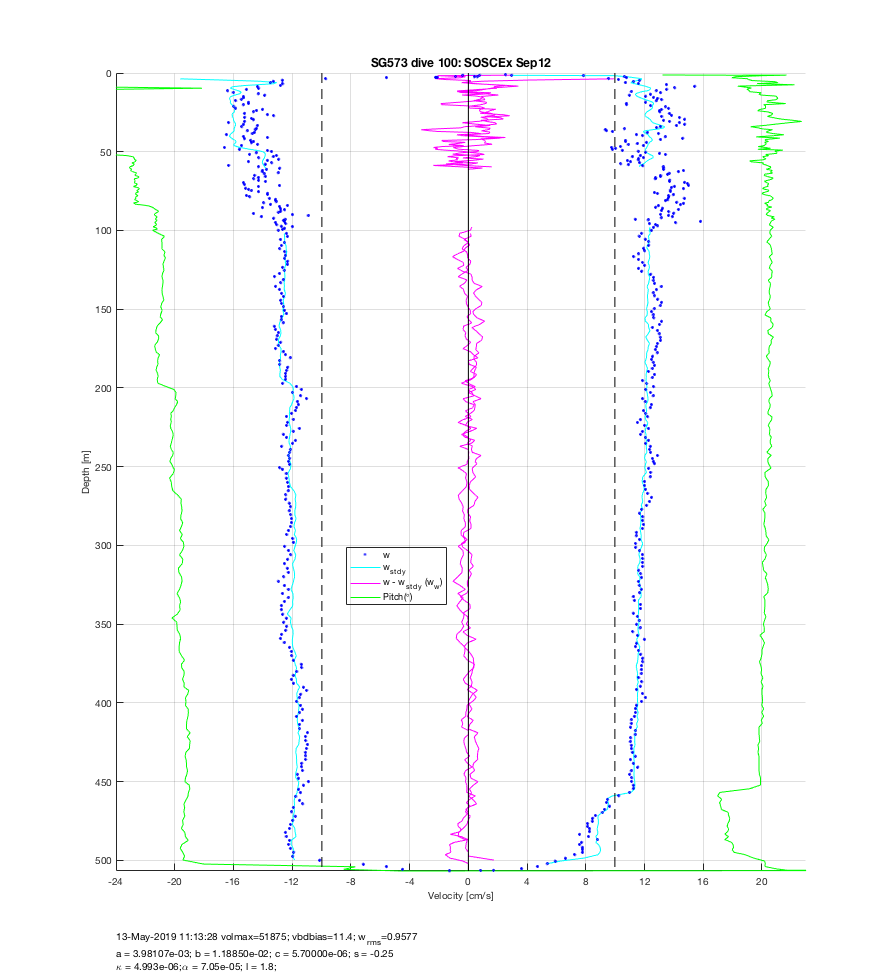 SG573 dive 100: SOSCEx Sep12
0
50
100
150
200
250
300
350
400
450
500
Depth [m]
w
w_stdy
w - w_stdy (w_w)
Pitch(°)
-24 -20 -16 -12 -8 -4 0 4 8 12 16 20
Velocity [cm/s]
13-May-2019 11:13:28 volmax=51875; vbdbias=11.4; w_rms=0.9577
a = 3.98107e-03; b = 1.18850e-02; c = 5.70000e-06; s = -0.25
κ = 4.993e-06;α = 7.05e-05; l = 1.8;